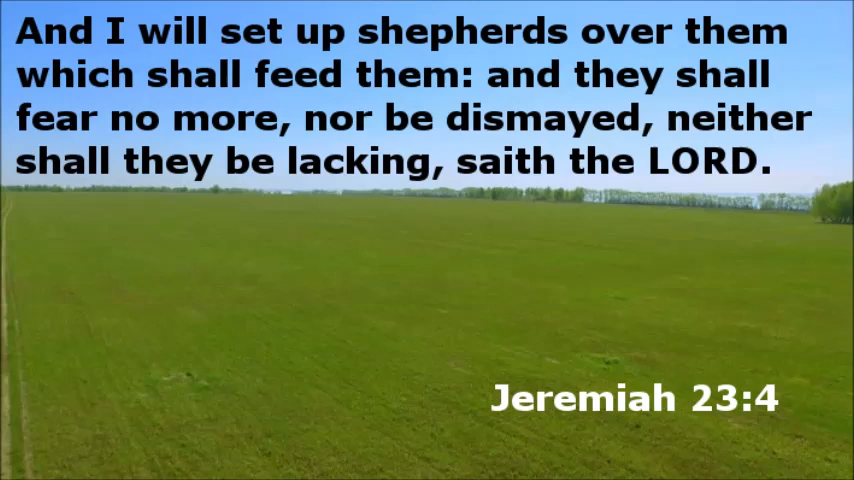 And I will set up shepherds over them
which shall feed them: and they shall
fear no more, nor be dismayed, neither
shall they be lacking, saith the LORD.
Jeremiah 23:4